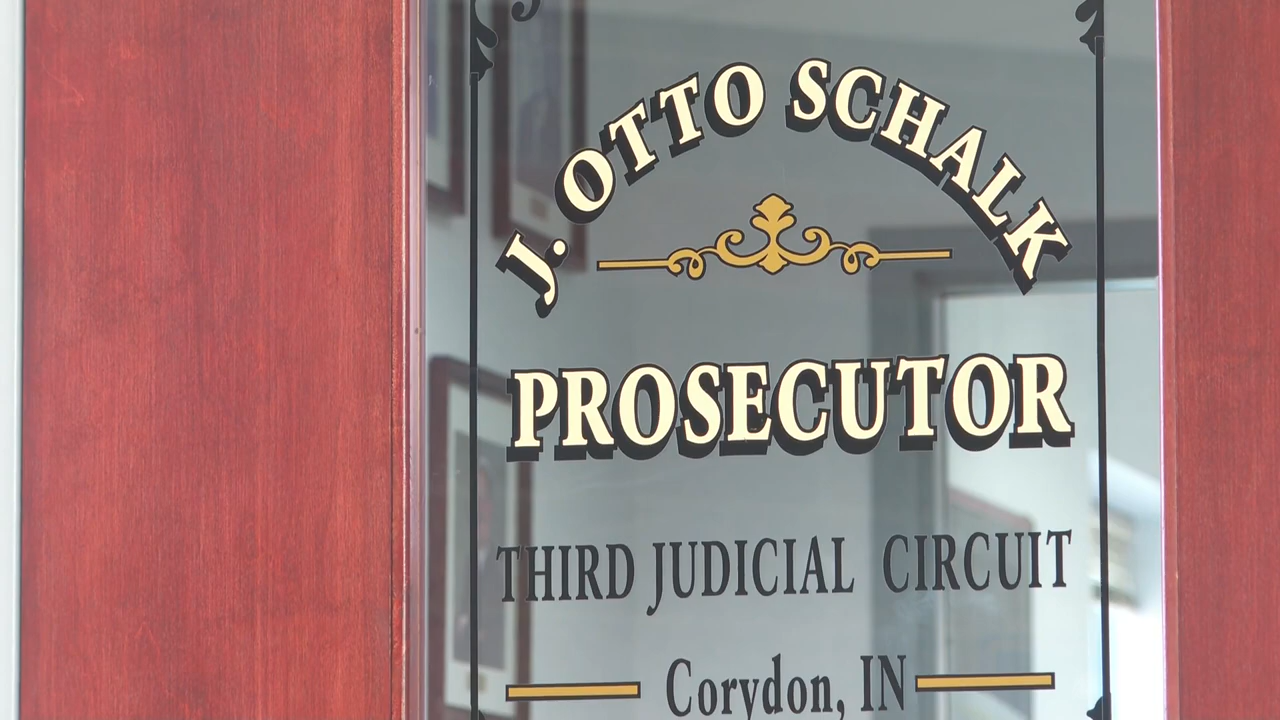 J. OTTO SCHALK
PROSECUTOR
THIRD JUDICIAL CIRCUIT
Corydon, IN